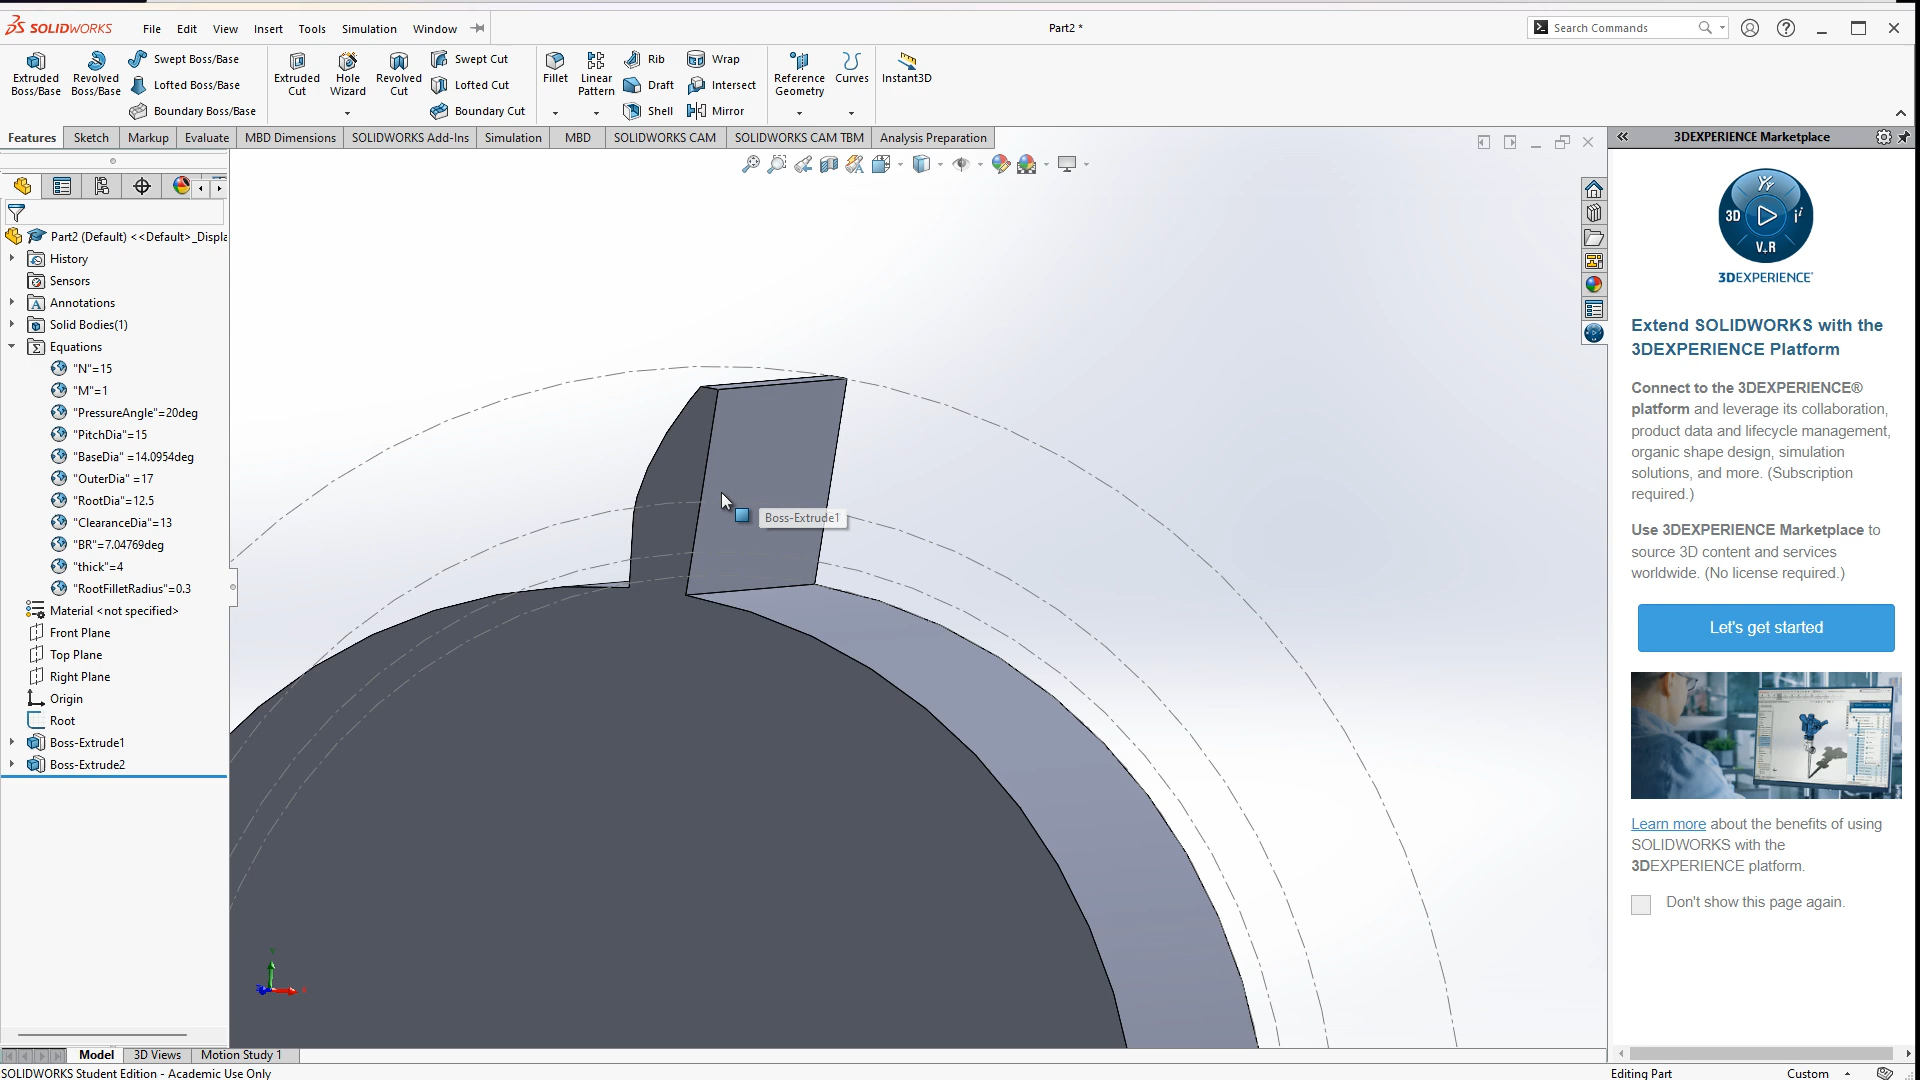 SOLIDWORKS
File Edit View Insert Tools Simulation Window
Part2 *
Search Commands
Extruded Boss/Base
Revolved Boss/Base
Swept Boss/Base
Lofted Boss/Base
Boundary Boss/Base
Extruded Cut
Hole Wizard
Revolved Cut
Swept Cut
Lofted Cut
Boundary Cut
Fillet
Linear Pattern
Rib
Draft
Shell
Wrap
Intersect
Mirror
Reference Geometry
Curves
Instant3D
Features Sketch Markup Evaluate MBD Dimensions SOLIDWORKS Add-Ins Simulation MBD SOLIDWORKS CAM SOLIDWORKS CAM TBM Analysis Preparation
Part2 (Default) <<Default>_Displa
History
Sensors
Annotations
Solid Bodies(1)
Equations
"N"=15
"M"=1
"PressureAngle"=20deg
"PitchDia"=15
"BaseDia" =14.0954deg
"OuterDia" =17
"RootDia"=12.5
"ClearanceDia"=13
"BR"=7.04769deg
"thick"=4
"RootFilletRadius"=0.3
Material <not specified>
Front Plane
Top Plane
Right Plane
Origin
Root
Boss-Extrude1
Boss-Extrude2
Boss-Extrude1
3DEXPERIENCE Marketplace
3D
V.R
3DEXPERIENCE
Extend SOLIDWORKS with the
3DEXPERIENCE Platform
Connect to the 3DEXPERIENCE®
platform and leverage its collaboration,
product data and lifecycle management,
organic shape design, simulation
solutions, and more. (Subscription
required.)
Use 3DEXPERIENCE Marketplace to
source 3D content and services
worldwide. (No license required.)
Let's get started
Learn more about the benefits of using
SOLIDWORKS with the
3DEXPERIENCE platform.
Don't show this page again.
Model 3D Views Motion Study 1
SOLIDWORKS Student Edition - Academic Use Only
Editing Part
Custom